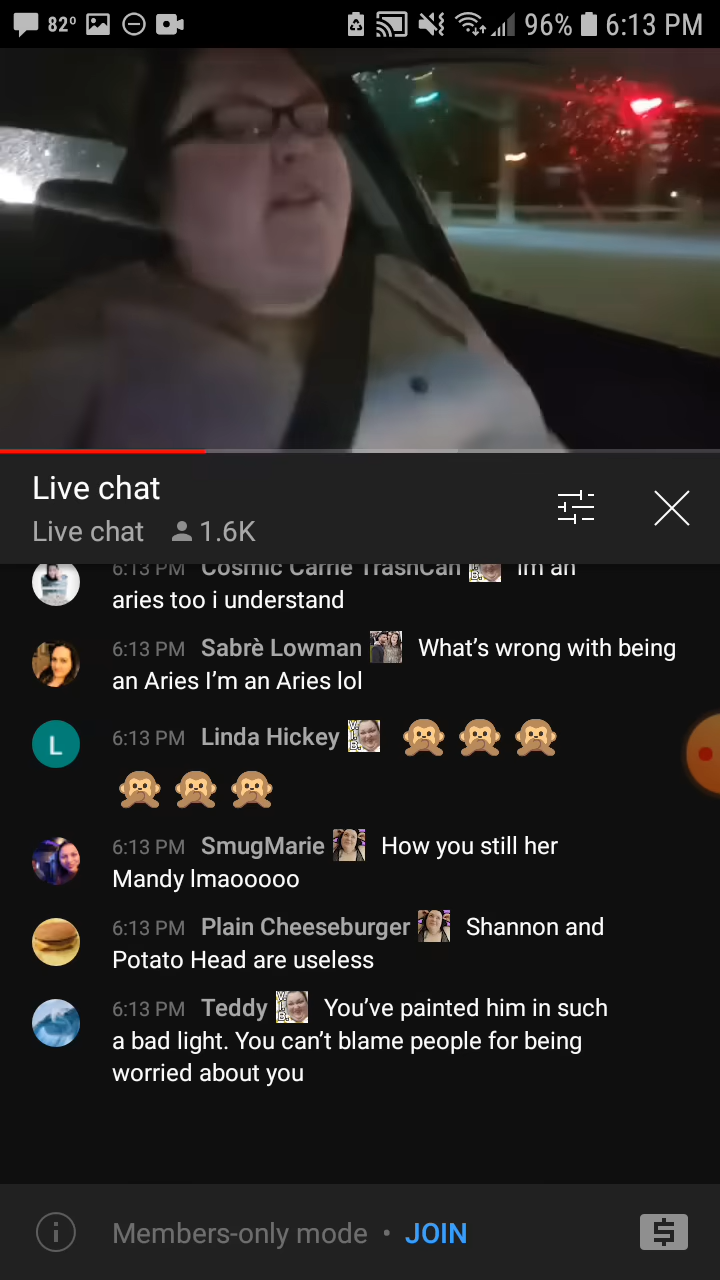 82° 96% 6:13 PM
Live chat
Live chat 1.6K
6:13 PM Cosmic Carrie TrashCan im an
aries too i understand
6:13 PM Sabrè Lowman What's wrong with being
an Aries I'm an Aries lol
L 6:13 PM Linda Hickey
6:13 PM SmugMarie How you still her
Mandy lmaooooo
6:13 PM Plain Cheeseburger Shannon and
Potato Head are useless
6:13 PM Teddy You've painted him in such
a bad light. You can't blame people for being
worried about you
Members-only mode • JOIN